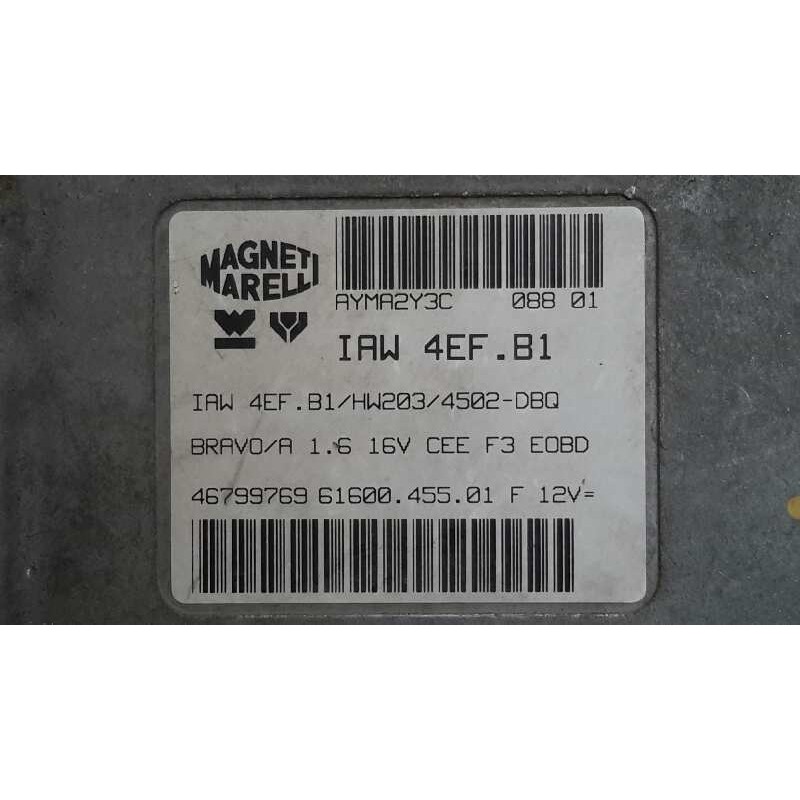 MAGNETI
MARELLI
AYMA2Y3C 088 01
IAW 4EF.B1
IAW 4EF.B1/HW203/4502-DBQ
BRAVO/A 1.6 16V CEE F3 EOBD
46799769 61600.455.01 F 12V=